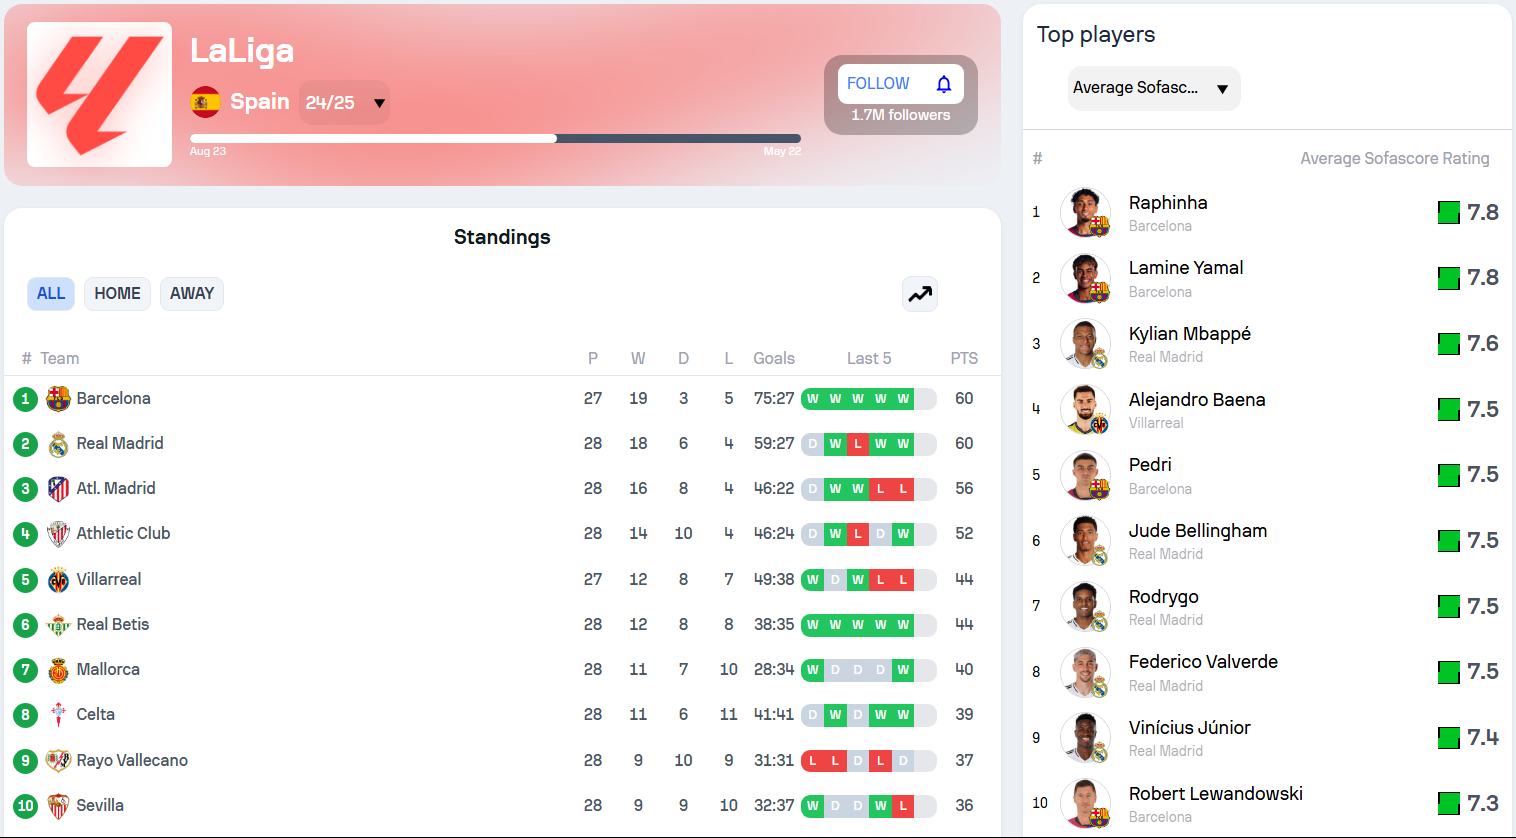 LaLiga
Spain 24/25
Aug 23 May 22
FOLLOW
1.7M followers
Standings
ALL HOME AWAY
# Team P W D L Goals Last 5 PTS
1 Barcelona 27 19 3 5 75:27 W W W W W 60
2 Real Madrid 28 18 6 4 59:27 D W L W W 60
3 Atl. Madrid 28 16 8 4 46:22 D W W L L 56
4 Athletic Club 28 14 10 4 46:24 D W L D W 52
5 Villarreal 27 12 8 7 49:38 W D W L L 44
6 Real Betis 28 12 8 8 38:35 W W W W W 44
7 Mallorca 28 11 7 10 28:34 W D D D W 40
8 Celta 28 11 6 11 41:41 D W D W W 39
9 Rayo Vallecano 28 9 10 9 31:31 L L D L D 37
10 Sevilla 28 9 9 10 32:37 W D D W L 36
Top players
Average Sofasc...
# Average Sofascore Rating
1 Raphinha 7.8
Barcelona
2 Lamine Yamal 7.8
Barcelona
3 Kylian Mbappé 7.6
Real Madrid
4 Alejandro Baena 7.5
Villarreal
5 Pedri 7.5
Barcelona
6 Jude Bellingham 7.5
Real Madrid
7 Rodrygo 7.5
Real Madrid
8 Federico Valverde 7.5
Real Madrid
9 Vinícius Júnior 7.4
Real Madrid
10 Robert Lewandowski 7.3
Barcelona